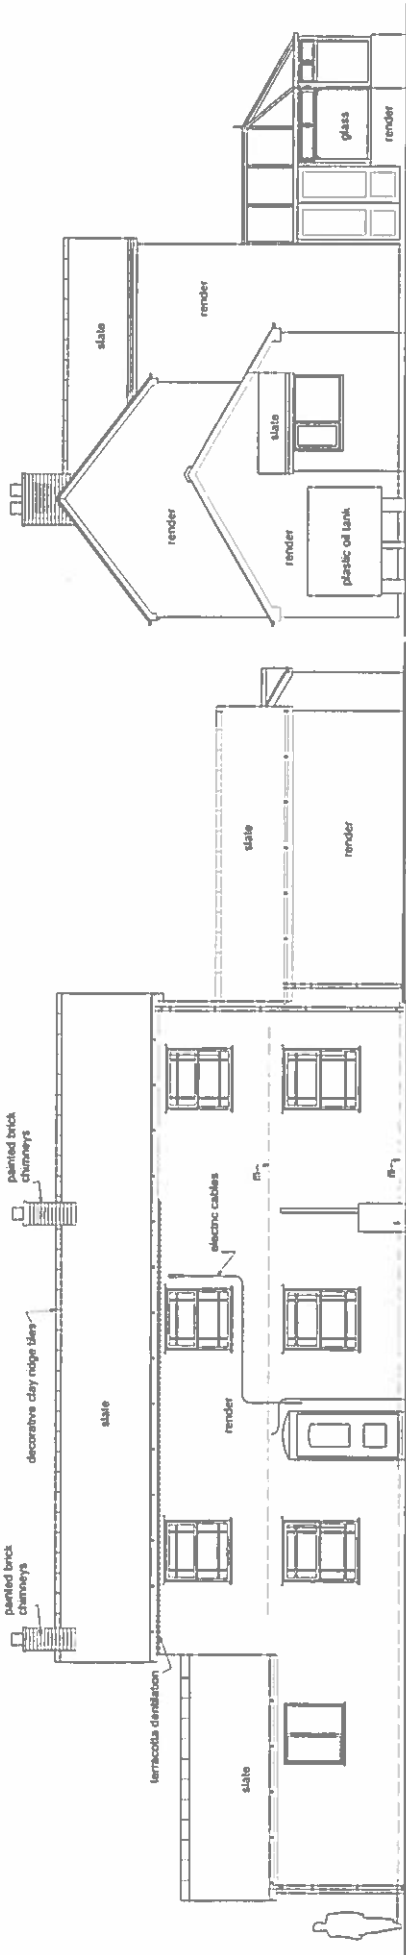 painted brick
chimneys
decorative clay ridge tiles
painted brick
chimneys
slate
terracotta dentilation
slate
render
electric cables
slate
render
slate
render
render
slate
render
plastic oil tank
glass
render